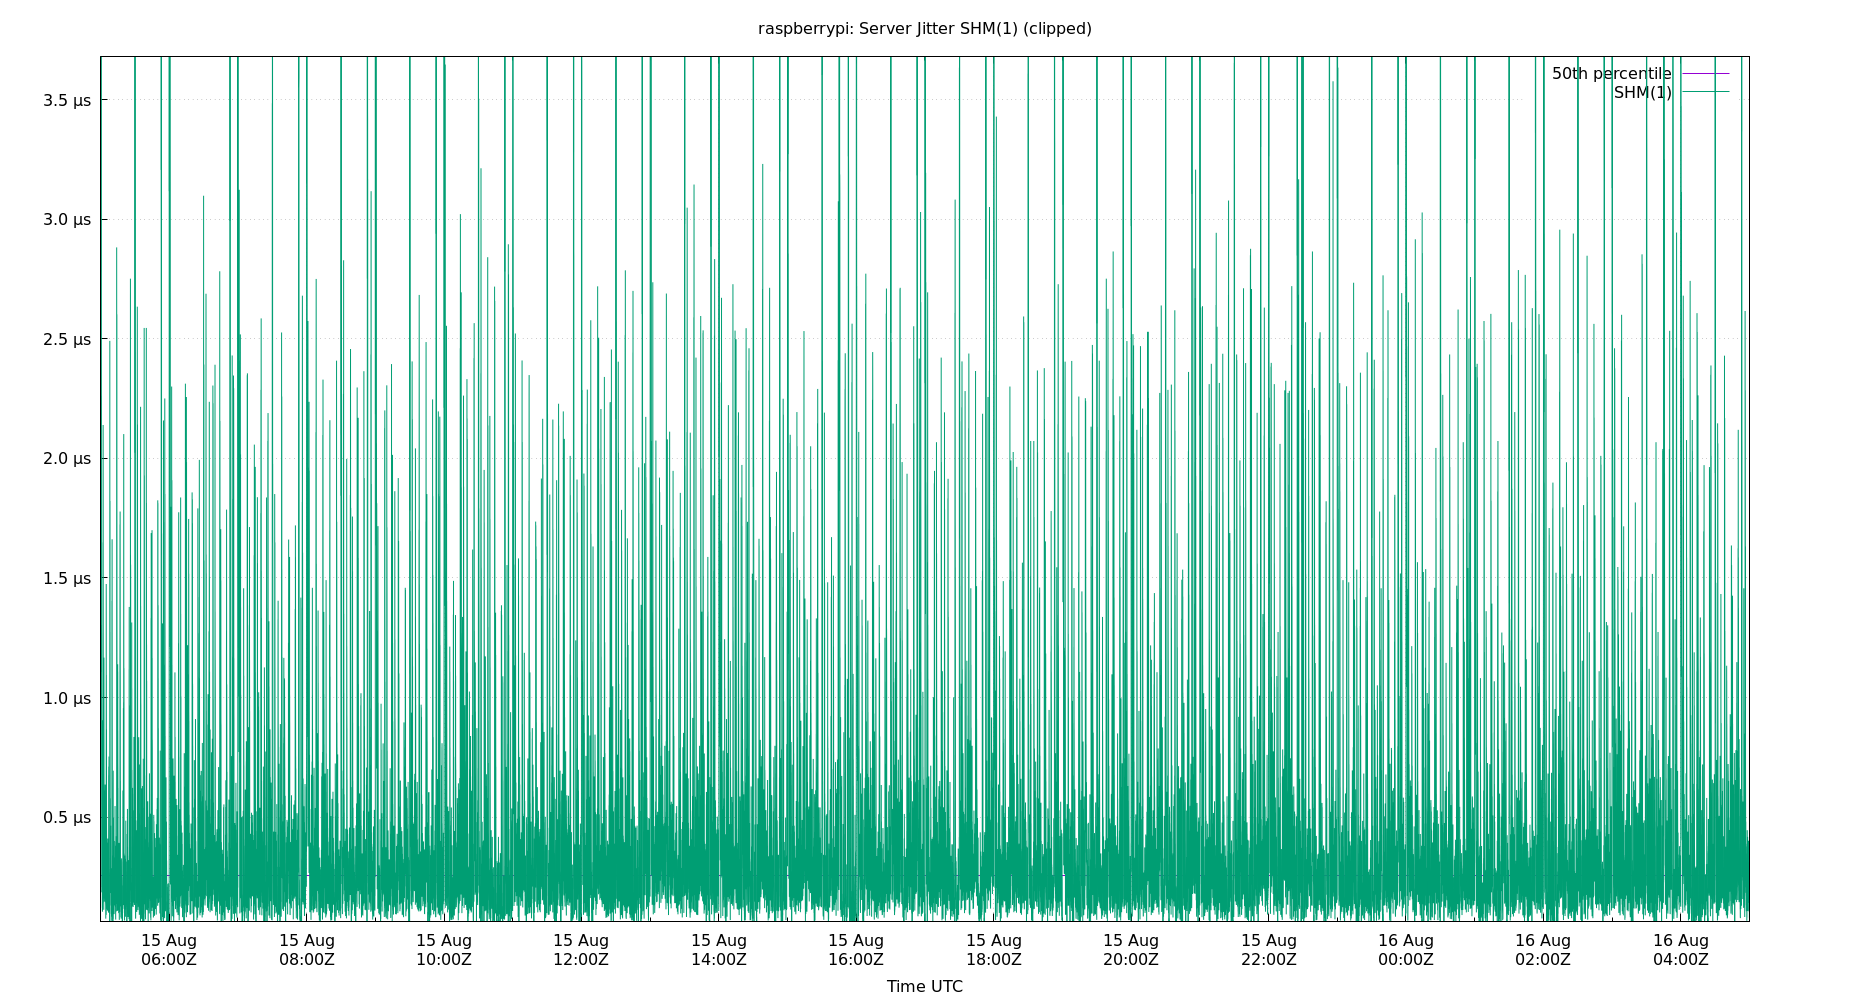 raspberrypi: Server Jitter SHM(1) (clipped)
50th percentile
SHM(1)
3.5 µs
3.0 µs
2.5 µs
2.0 µs
1.5 µs
1.0 µs
0.5 µs
15 Aug 15 Aug 15 Aug 15 Aug 15 Aug 15 Aug 15 Aug 15 Aug 15 Aug 16 Aug 16 Aug 16 Aug
06:00Z 08:00Z 10:00Z 12:00Z 14:00Z 16:00Z 18:00Z 20:00Z 22:00Z 00:00Z 02:00Z 04:00Z
Time UTC